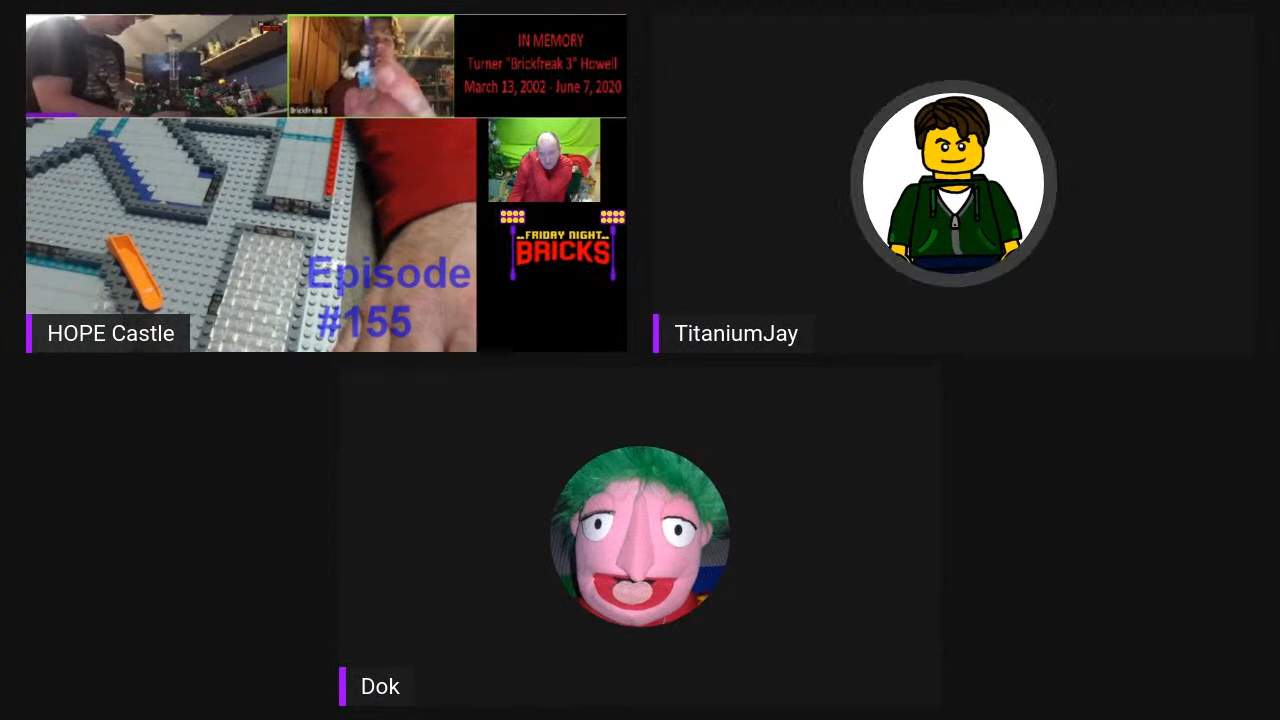 IN MEMORY
Turner "Brickfreak 3" Howell
March 13, 2002 - June 7, 2020
Brickfreak 3
FRIDAY NIGHT
BRICKS
Episode
#155
HOPE Castle
TitaniumJay
Dok